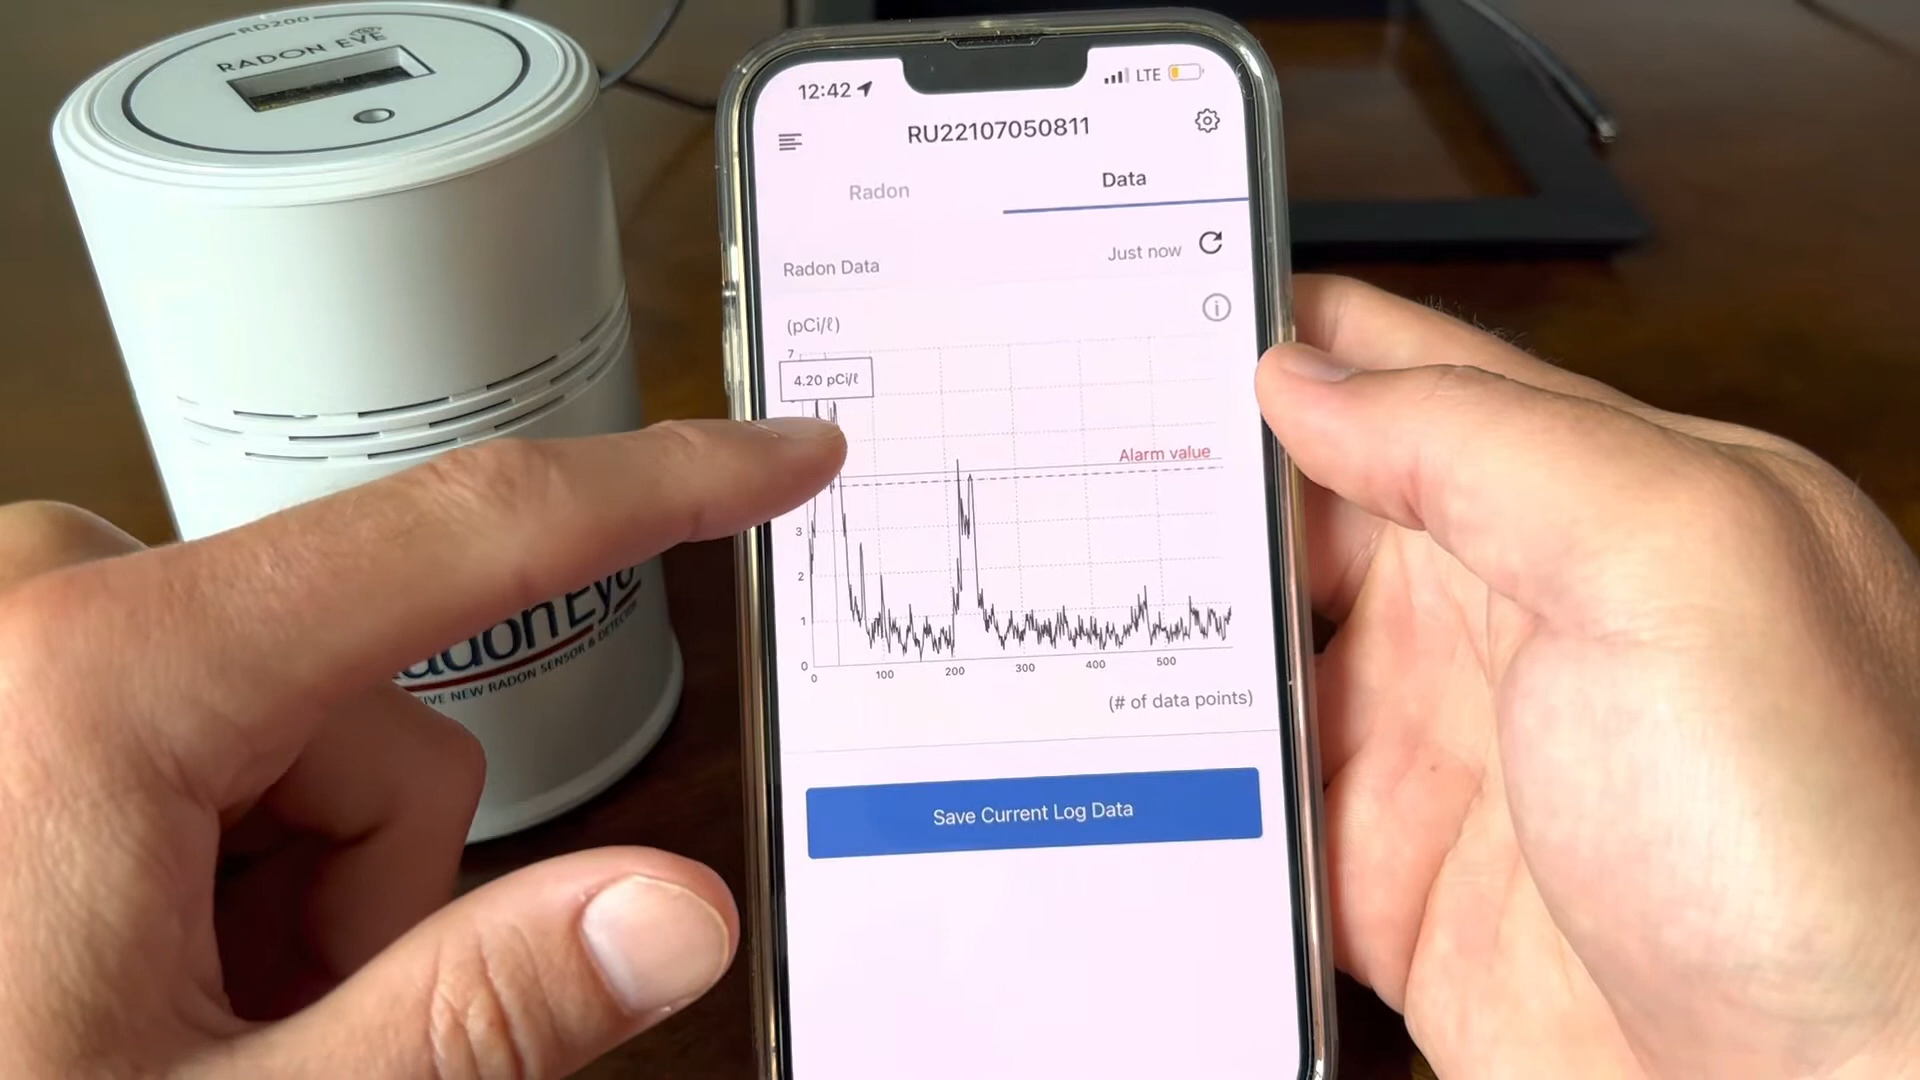 RD200
RADON EYE
12:42
LTE
RU22107050811
Radon
Data
Radon Data
Just now
(pCi/ℓ)
7
4.20 pCi/ℓ
Alarm value
3
2
1
0
0
100
200
300
400
500
(# of data points)
Save Current Log Data
adonEye
NEW RADON SENSOR & DETECTOR